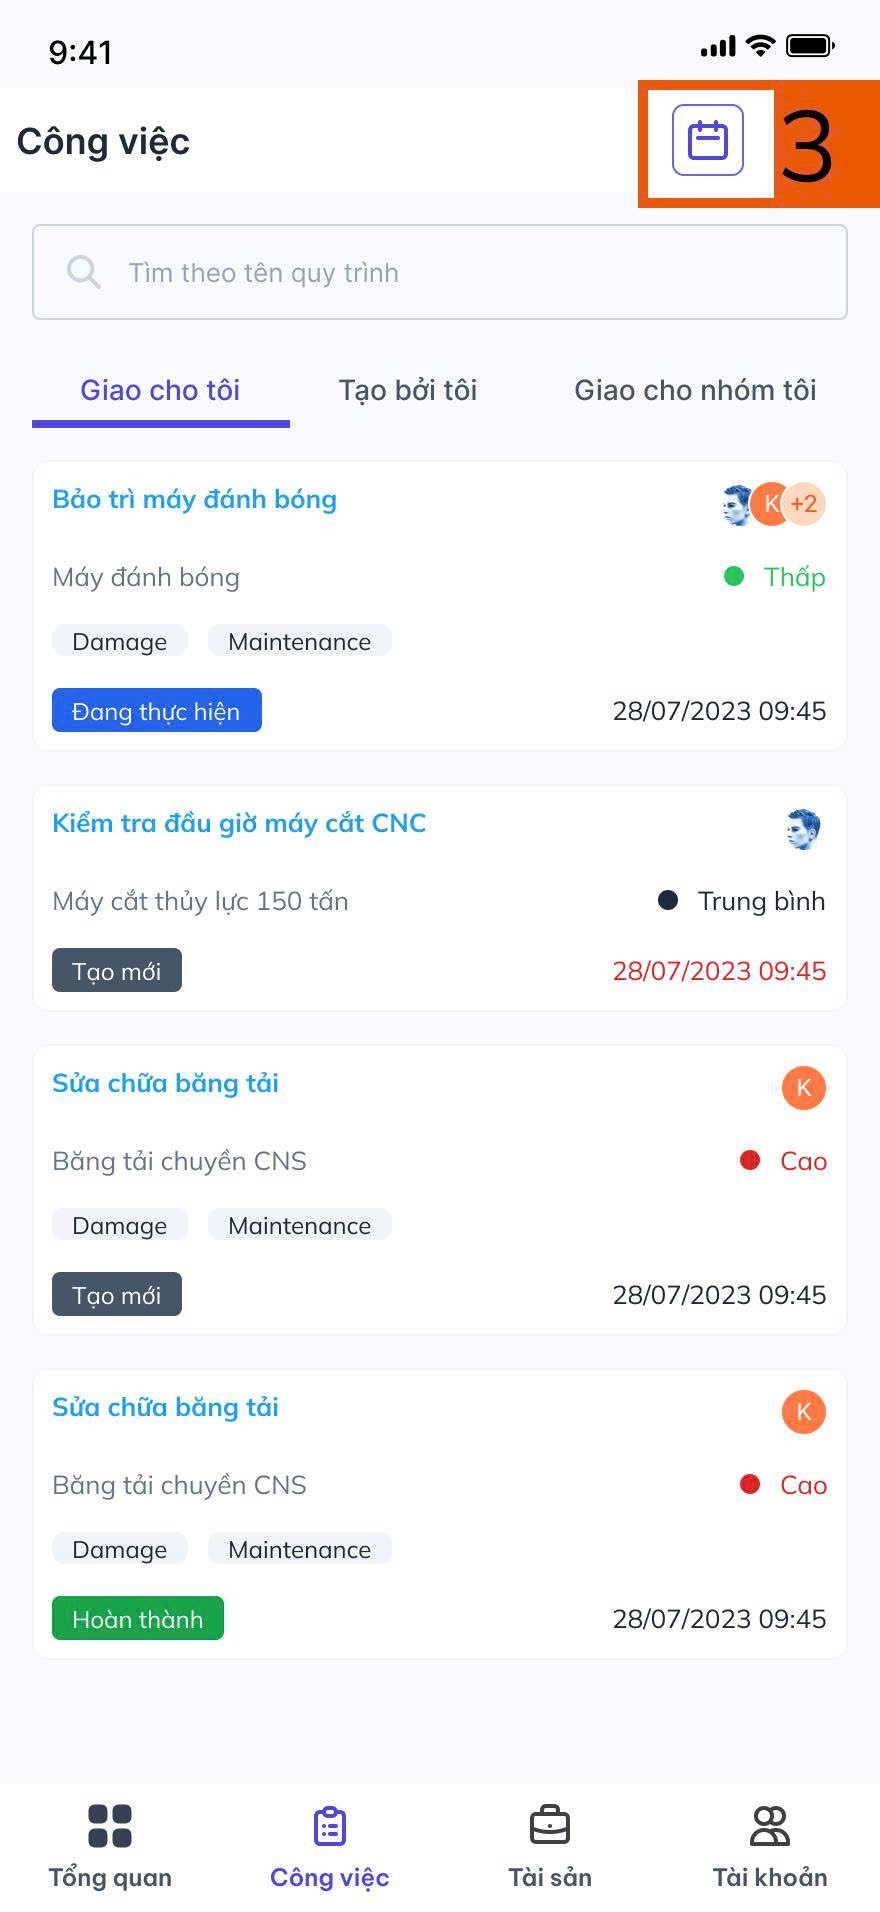 9:41
Công việc
3
Tìm theo tên quy trình
Giao cho tôi Tạo bởi tôi Giao cho nhóm tôi
Bảo trì máy đánh bóng K +2
Máy đánh bóng Thấp
Damage Maintenance
Đang thực hiện 28/07/2023 09:45
Kiểm tra đầu giờ máy cắt CNC
Máy cắt thủy lực 150 tấn Trung bình
Tạo mới 28/07/2023 09:45
Sửa chữa băng tải K
Băng tải chuyền CNS Cao
Damage Maintenance
Tạo mới 28/07/2023 09:45
Sửa chữa băng tải K
Băng tải chuyền CNS Cao
Damage Maintenance
Hoàn thành 28/07/2023 09:45
Tổng quan Công việc Tài sản Tài khoản